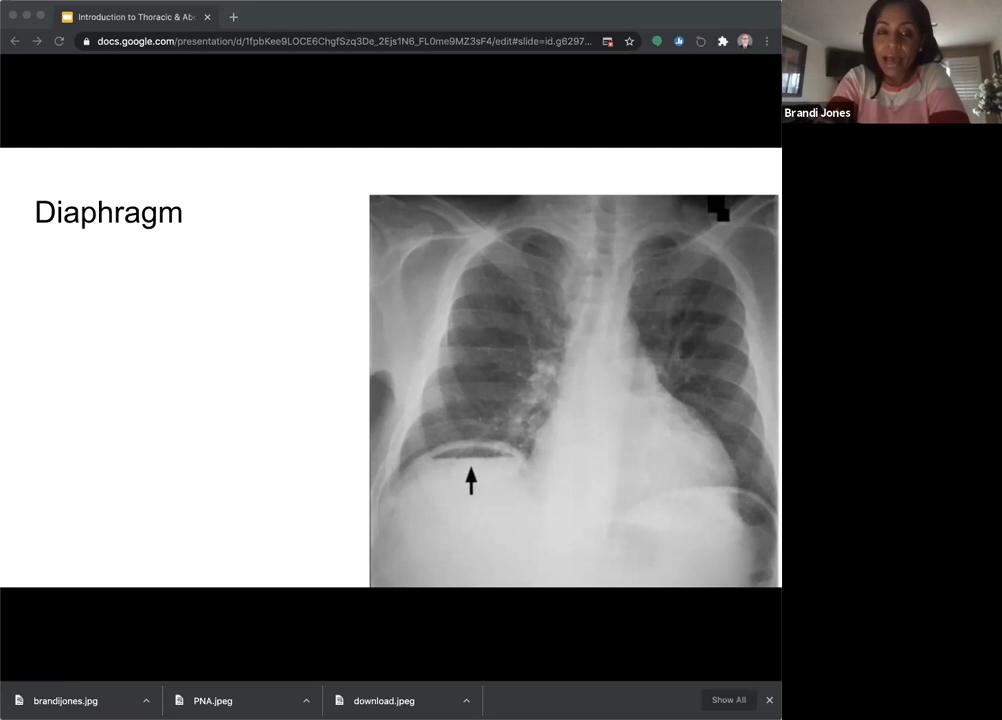 Introduction to Thoracic & Ab
docs.google.com/presentation/d/1fpbKee9LOCE6ChgfSzq3De_2Ejs1N6_FL0me9MZ3sF4/edit#slide=id.g6297...
Brandi Jones
Diaphragm
brandijones.jpg
PNA.jpeg
download.jpeg
Show All